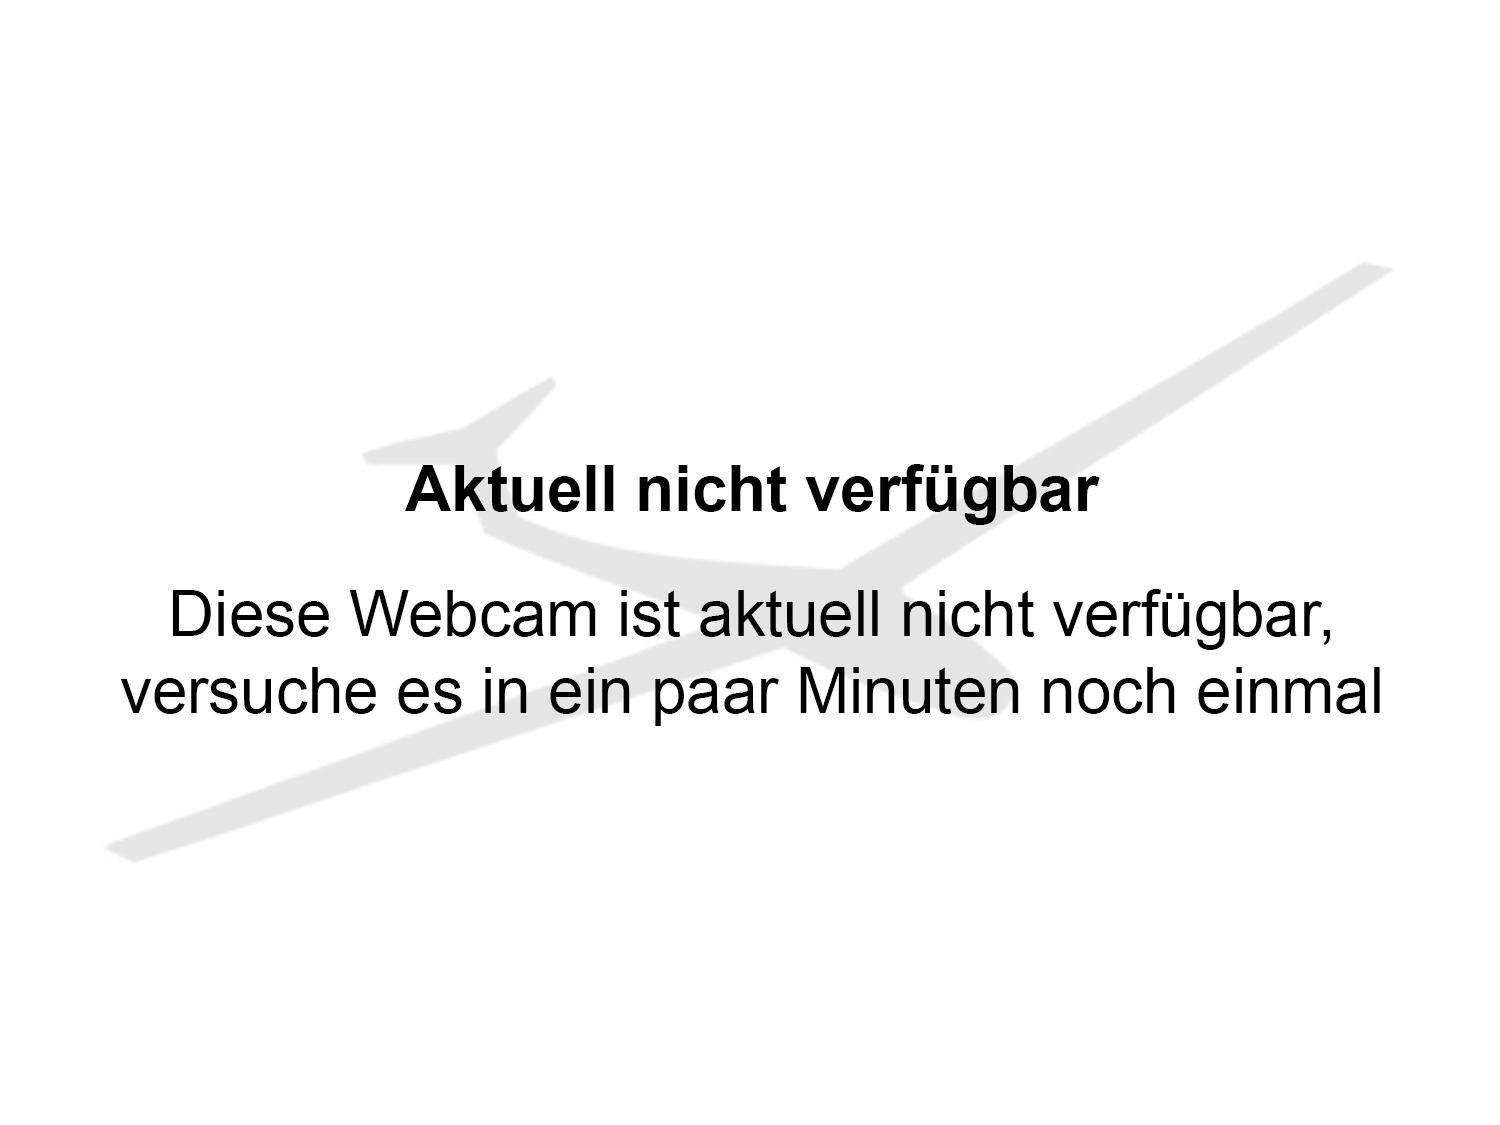 Aktuell nicht verfügbar
Diese Webcam ist aktuell nicht verfügbar,
versuche es in ein paar Minuten noch einmal